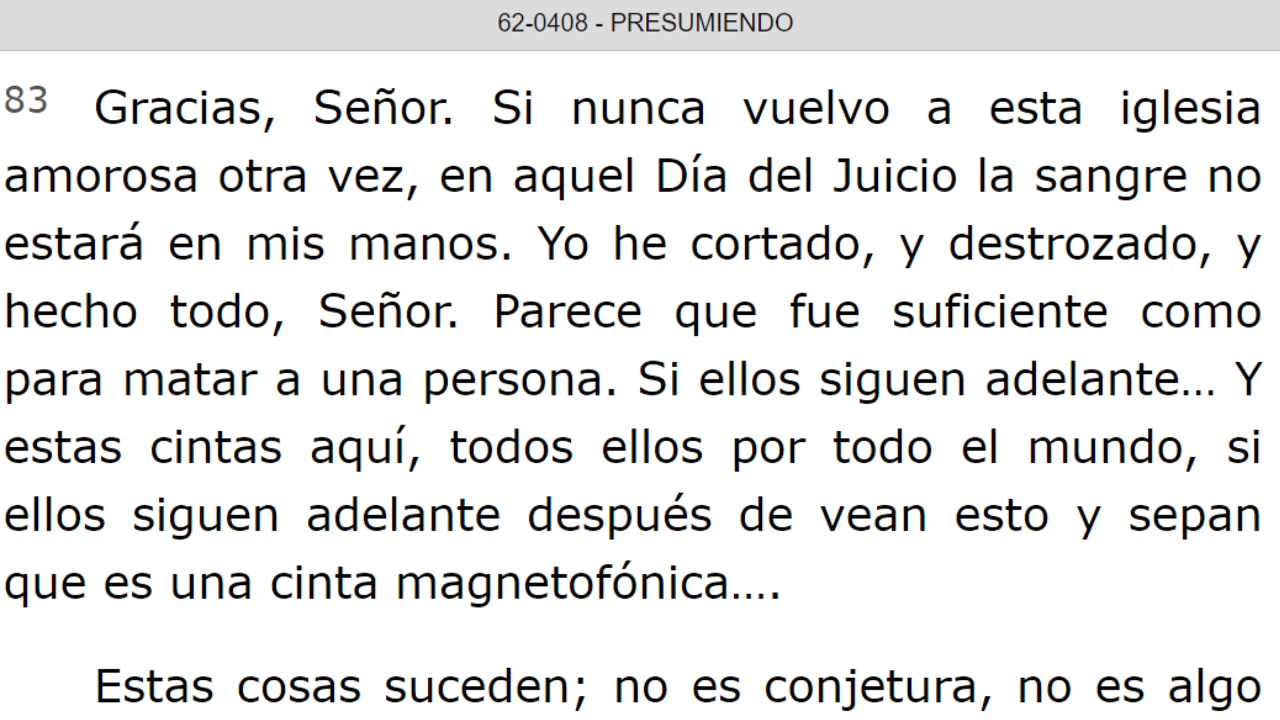 62-0408 - PRESUMIENDO
83 Gracias, Señor. Si nunca vuelvo a esta iglesia
amorosa otra vez, en aquel Día del Juicio la sangre no
estará en mis manos. Yo he cortado, y destrozado, y
hecho todo, Señor. Parece que fue suficiente como
para matar a una persona. Si ellos siguen adelante… Y
estas cintas aquí, todos ellos por todo el mundo, si
ellos siguen adelante después de vean esto y sepan
que es una cinta magnetofónica….
Estas cosas suceden; no es conjetura, no es algo